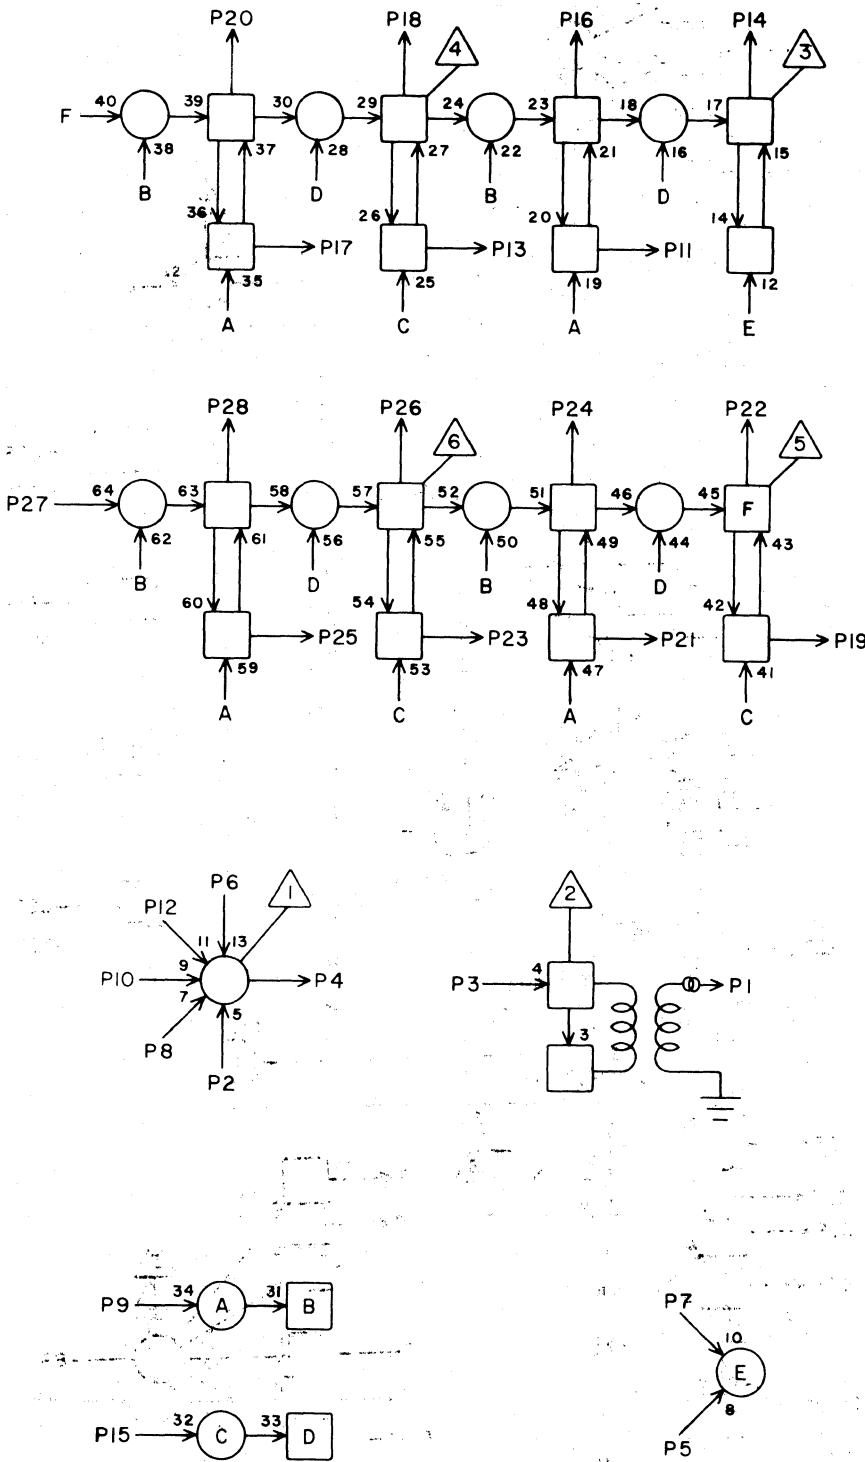 P20 P18 P16 P14
4 3
F 40 39 30 29 24 23 18 17
38 37 28 27 22 21 16 15
B D B D
36 26 20 14
P17 P13 P11
35 25 19 12
A C A E
P28 P26 P24 P22
6 5
P27 64 63 58 57 52 51 46 45 F
62 61 56 55 50 49 44 43
B D B D
60 54 48 42
P25 P23 P21 P19
59 53 47 41
A C A C
P6 1 2
P12
11 13
P10 9 P4 P3 4 P1
7 5 3
P8
P2
P9 34 A 31 B P7
10
E
8
P15 32 C 33 D P5